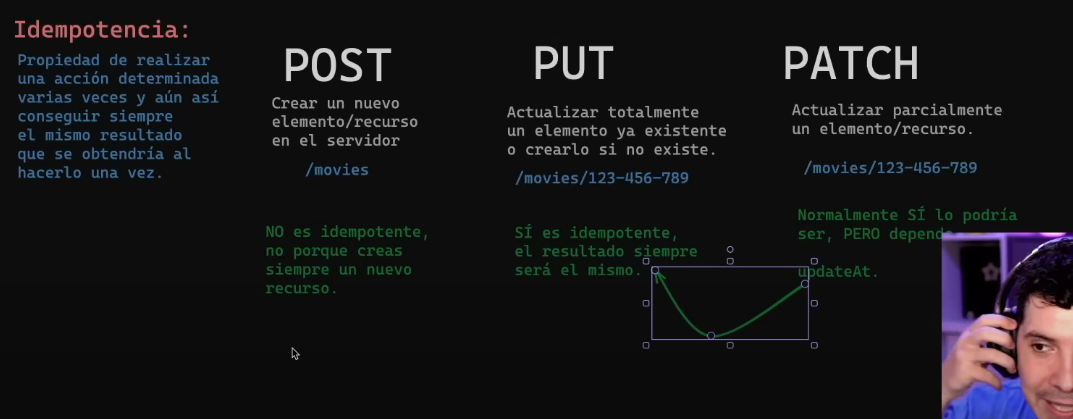 Idempotencia:
Propiedad de realizar
una acción determinada
varias veces y aún así
conseguir siempre
el mismo resultado
que se obtendría al
hacerlo una vez.
POST
Crear un nuevo
elemento/recurso
en el servidor
/movies
NO es idempotente,
no porque creas
siempre un nuevo
recurso.
PUT
Actualizar totalmente
un elemento ya existente
o crearlo si no existe.
/movies/123-456-789
SÍ es idempotente,
el resultado siempre
será el mismo.
PATCH
Actualizar parcialmente
un elemento/recurso.
/movies/123-456-789
Normalmente SÍ lo podría
ser, PERO depende
updateAt.